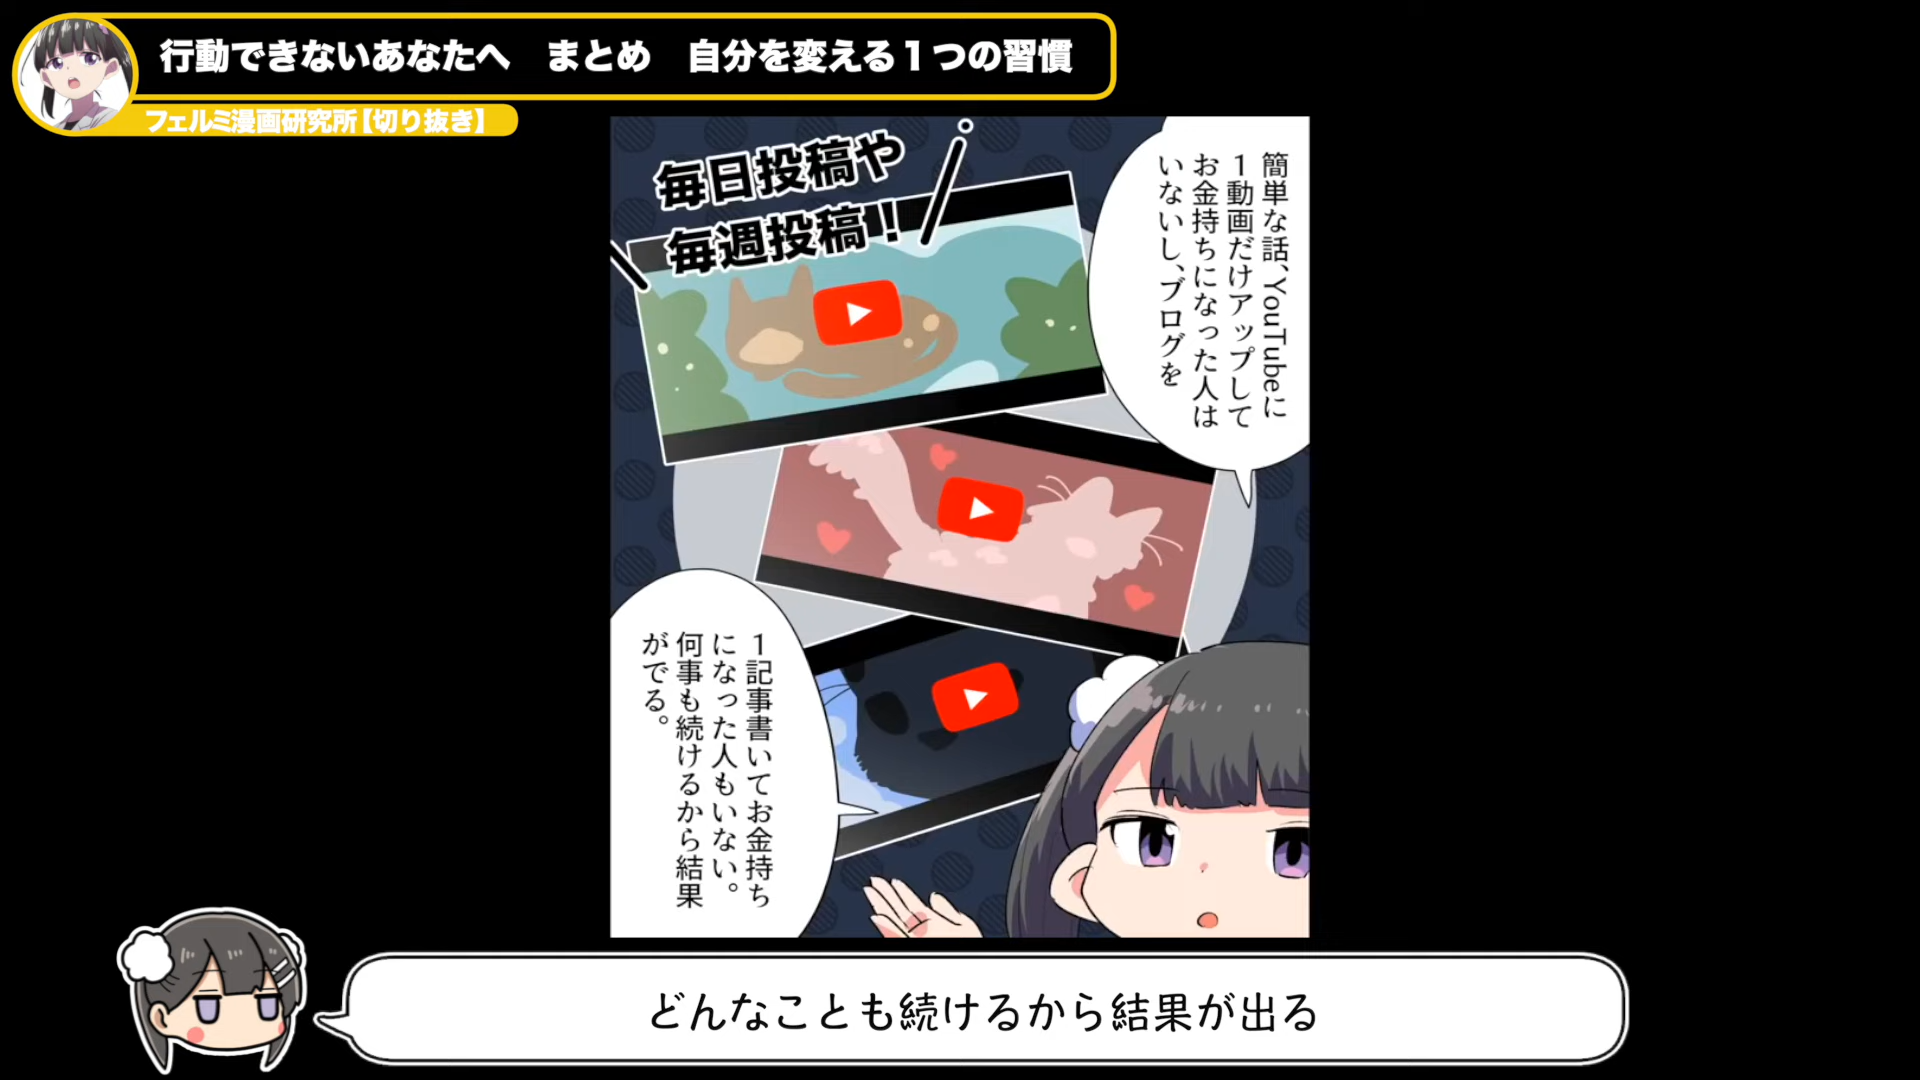 行動できないあなたへ　まとめ　自分を変える１つの習慣
フェルミ漫画研究所【切り抜き】
毎日投稿や
毎週投稿！
簡単な話、YouTubeに
１動画だけアップして
お金持ちになった人は
いないし、ブログを
１記事書いてお金持ち
になった人もいない。
何事も続けるから結果
がでる。
どんなことも続けるから結果が出る